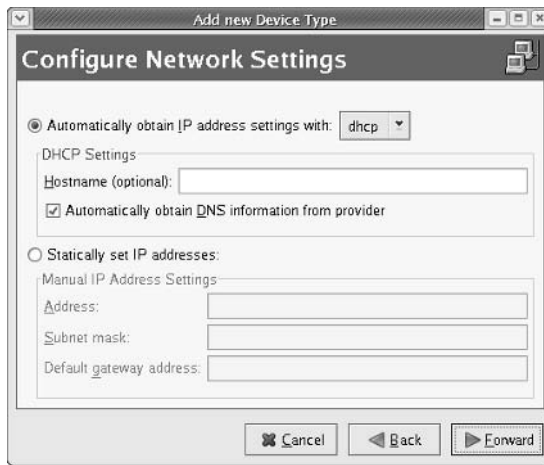 Add new Device Type
Configure Network Settings
Automatically obtain IP address settings with: dhcp
DHCP Settings
Hostname (optional):
Automatically obtain DNS information from provider
Statically set IP addresses:
Manual IP Address Settings
Address:
Subnet mask:
Default gateway address:
Cancel Back Forward